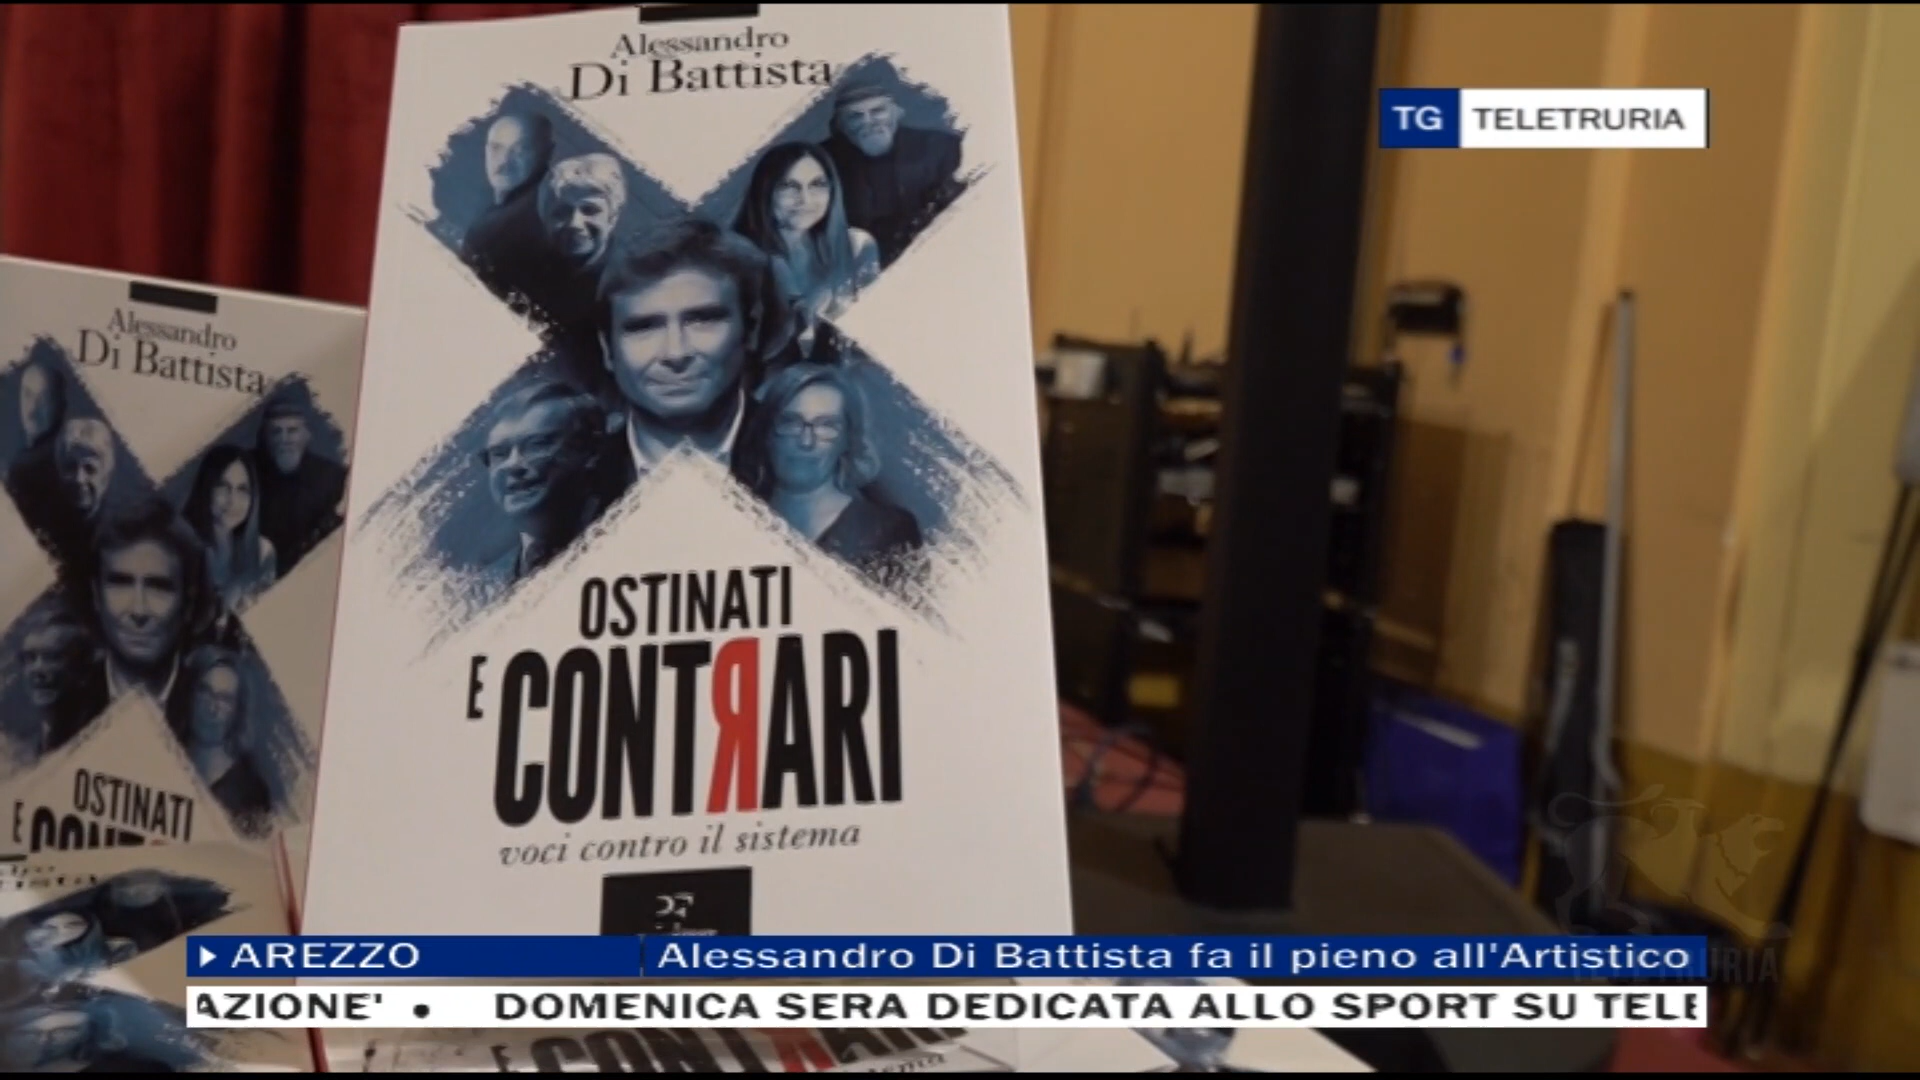 Alessandro
Di Battista
TG TELETRURIA
Alessandro
Di Battista
OSTINATI
E CONTRARI
voci contro il sistema
OSTINATI
E
▶ AREZZO
Alessandro Di Battista fa il pieno all'Artistico
AZIONE' • DOMENICA SERA DEDICATA ALLO SPORT SU TELE